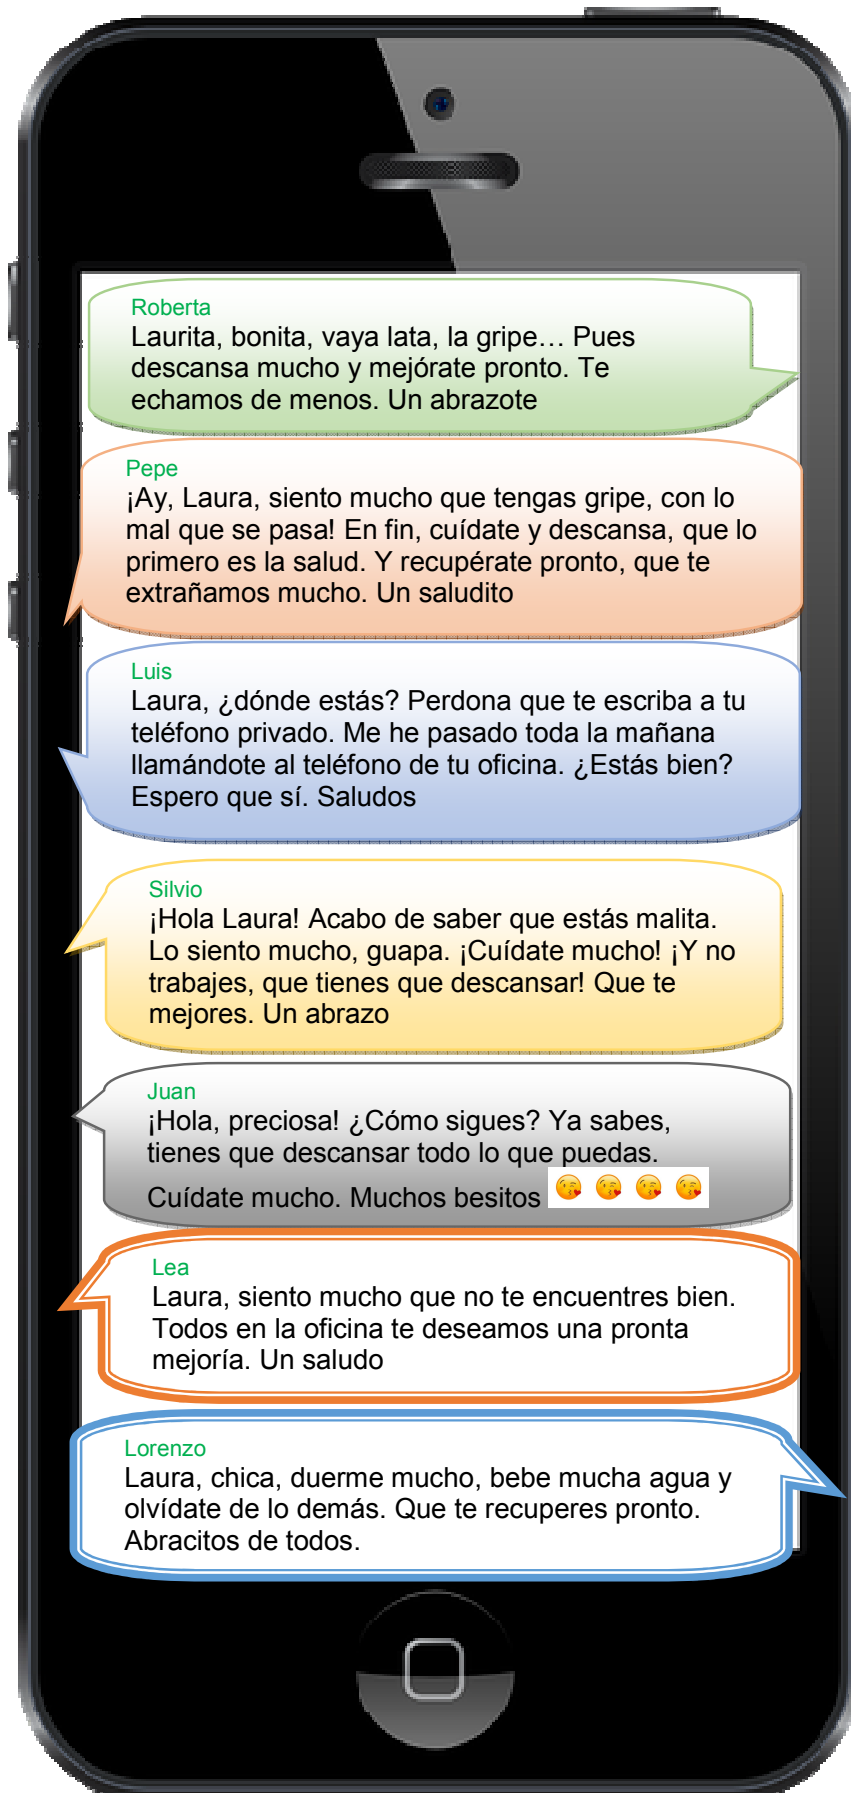 Roberta
Laurita, bonita, vaya lata, la gripe… Pues
descansa mucho y mejórate pronto. Te
echamos de menos. Un abrazote
Pepe
¡Ay, Laura, siento mucho que tengas gripe, con lo
mal que se pasa! En fin, cuídate y descansa, que lo
primero es la salud. Y recupérate pronto, que te
extrañamos mucho. Un saludito
Luis
Laura, ¿dónde estás? Perdona que te escriba a tu
teléfono privado. Me he pasado toda la mañana
llamándote al teléfono de tu oficina. ¿Estás bien?
Espero que sí. Saludos
Silvio
¡Hola Laura! Acabo de saber que estás malita.
Lo siento mucho, guapa. ¡Cuídate mucho! ¡Y no
trabajes, que tienes que descansar! Que te
mejores. Un abrazo
Juan
¡Hola, preciosa! ¿Cómo sigues? Ya sabes,
tienes que descansar todo lo que puedas.
Cuídate mucho. Muchos besitos 😘 😘 😘 😘
Lea
Laura, siento mucho que no te encuentres bien.
Todos en la oficina te deseamos una pronta
mejoría. Un saludo
Lorenzo
Laura, chica, duerme mucho, bebe mucha agua y
olvídate de lo demás. Que te recuperes pronto.
Abracitos de todos.